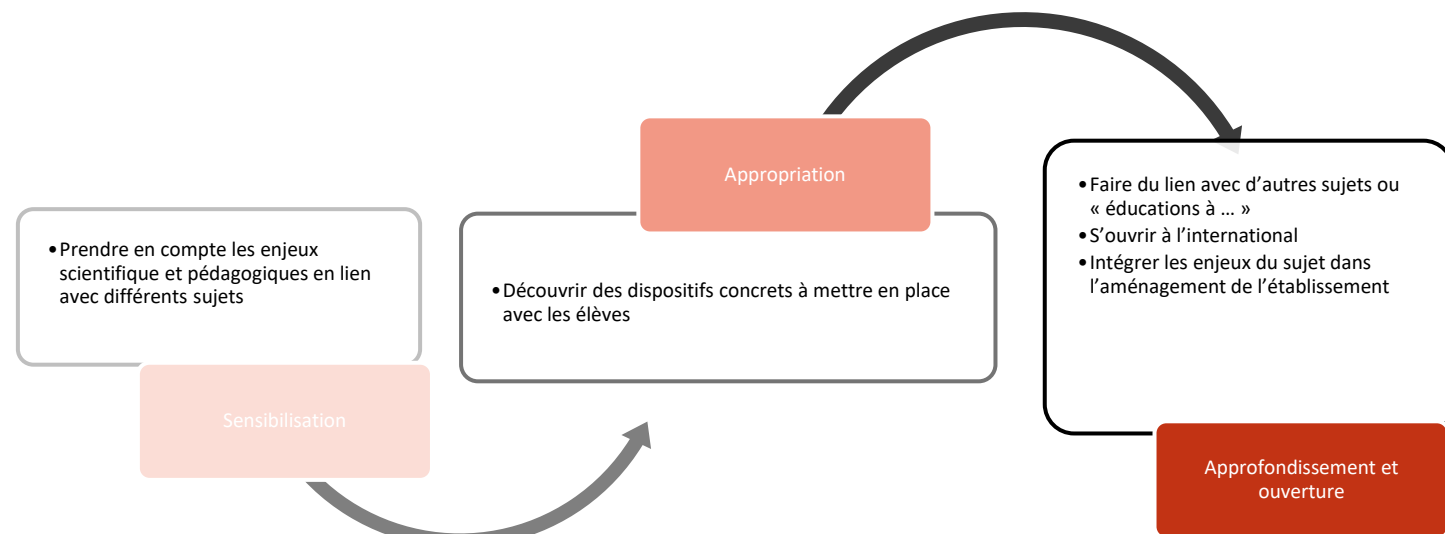 •Prendre en compte les enjeux
scientifique et pédagogiques en lien
avec différents sujets
Sensibilisation
Appropriation
•Découvrir des dispositifs concrets à mettre en place
avec les élèves
•Faire du lien avec d’autres sujets ou
« éducations à ... »
•S’ouvrir à l’international
•Intégrer les enjeux du sujet dans
l’aménagement de l’établissement
Approfondissement et
ouverture